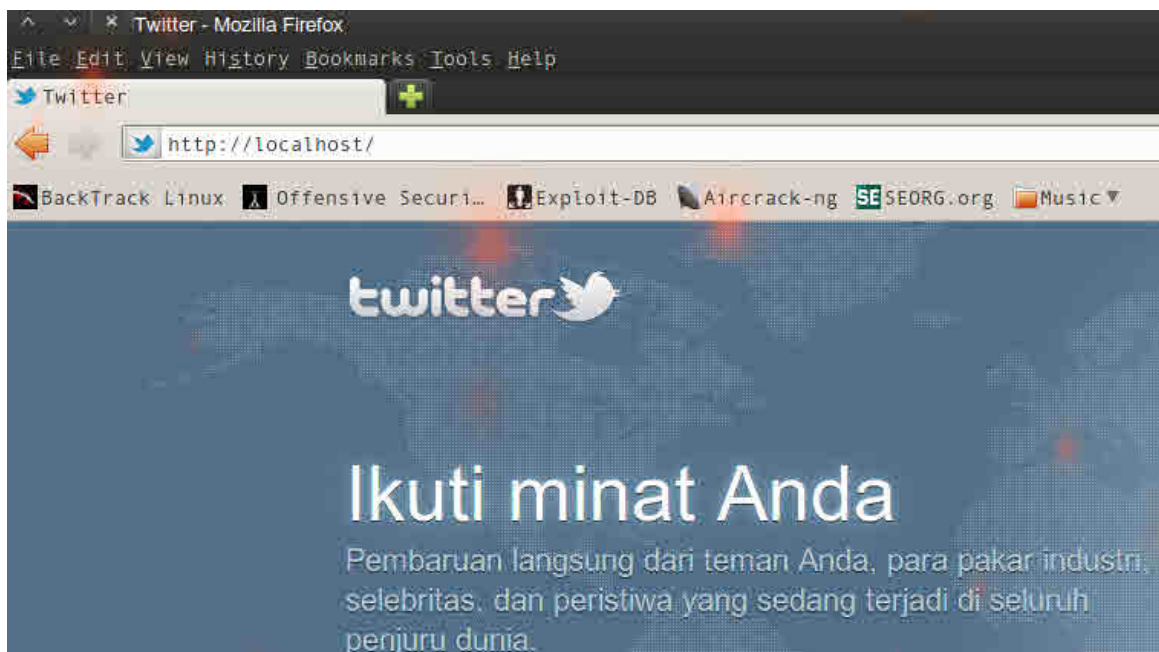 Twitter - Mozilla Firefox
File Edit View History Bookmarks Tools Help
Twitter
http://localhost/
BackTrack Linux Offensive Securi… Exploit-DB Aircrack-ng SE SEORG.org Music
twitter
Ikuti minat Anda
Pembaruan langsung dari teman Anda, para pakar industri,
selebritas, dan peristiwa yang sedang terjadi di seluruh
penjuru dunia.